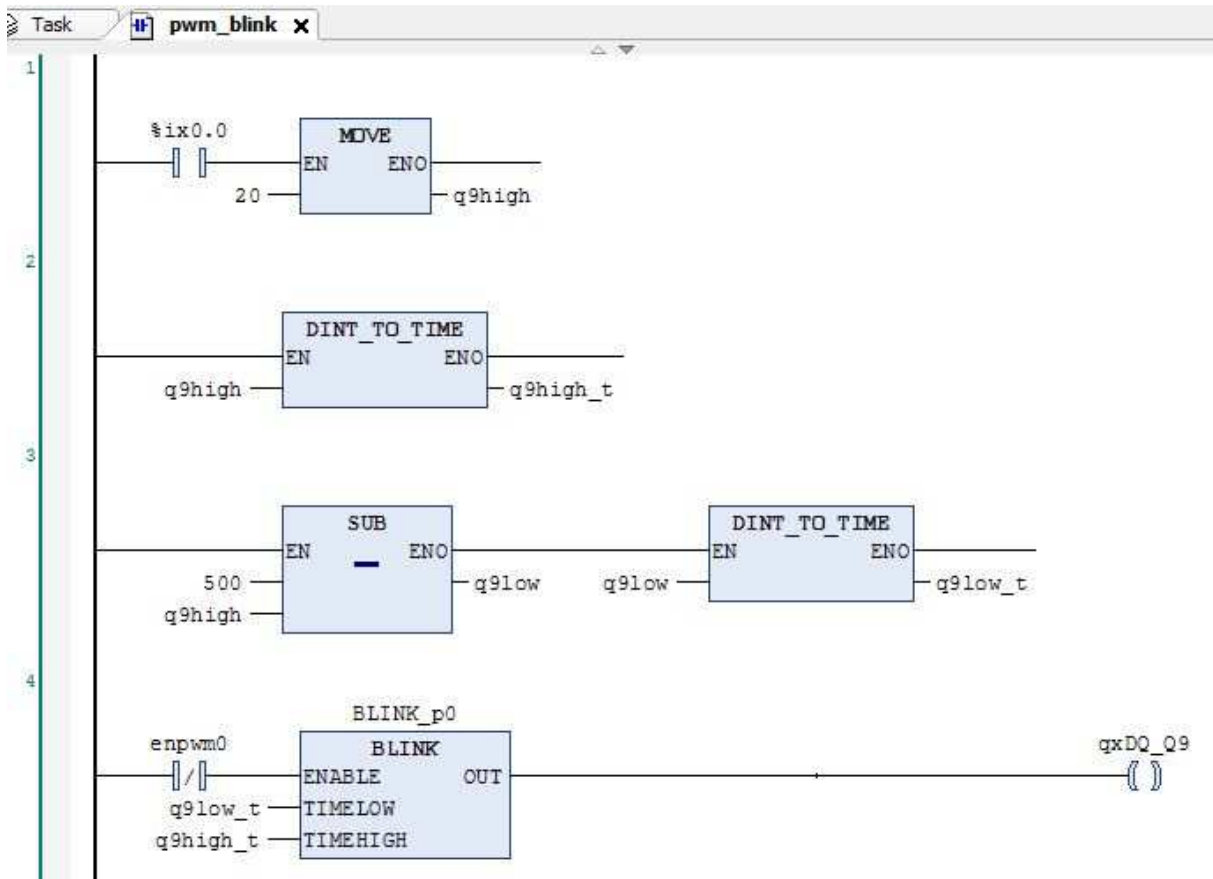 Task pwm_blink
1
%ix0.0 MOVE
EN ENO
20 q9high
2
DINT_TO_TIME
EN ENO
q9high q9high_t
3
SUB DINT_TO_TIME
EN ENO EN ENO
500 q9low q9low q9low_t
q9high
4
BLINK_p0
enpwm0 BLINK qxDQ_Q9
ENABLE OUT
q9low_t TIMELOW
q9high_t TIMEHIGH